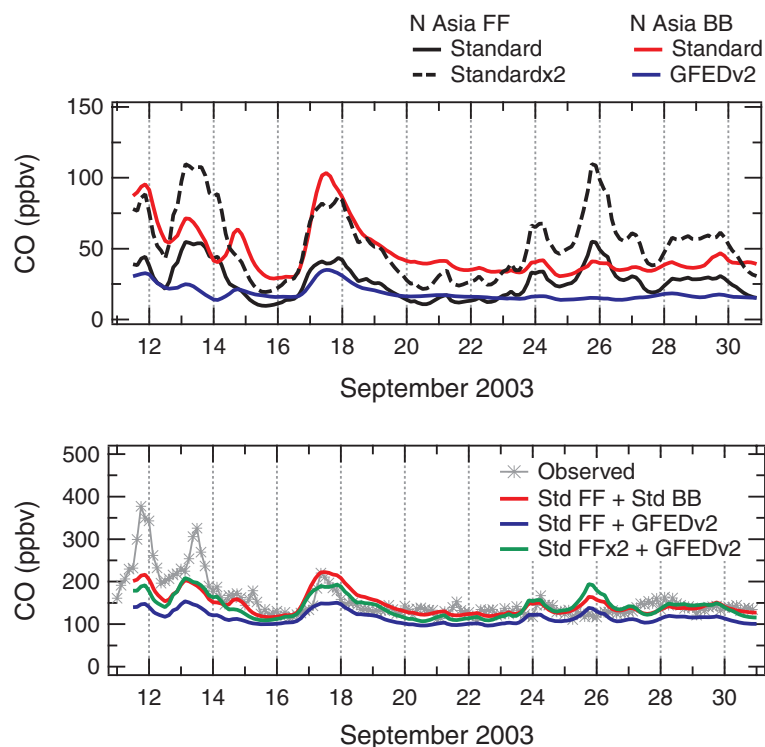 N Asia FF
Standard
Standardx2
N Asia BB
Standard
GFEDv2
CO (ppbv)
150
100
50
0
12 14 16 18 20 22 24 26 28 30
September 2003
CO (ppbv)
500
400
300
200
100
0
Observed
Std FF + Std BB
Std FF + GFEDv2
Std FFx2 + GFEDv2
12 14 16 18 20 22 24 26 28 30
September 2003